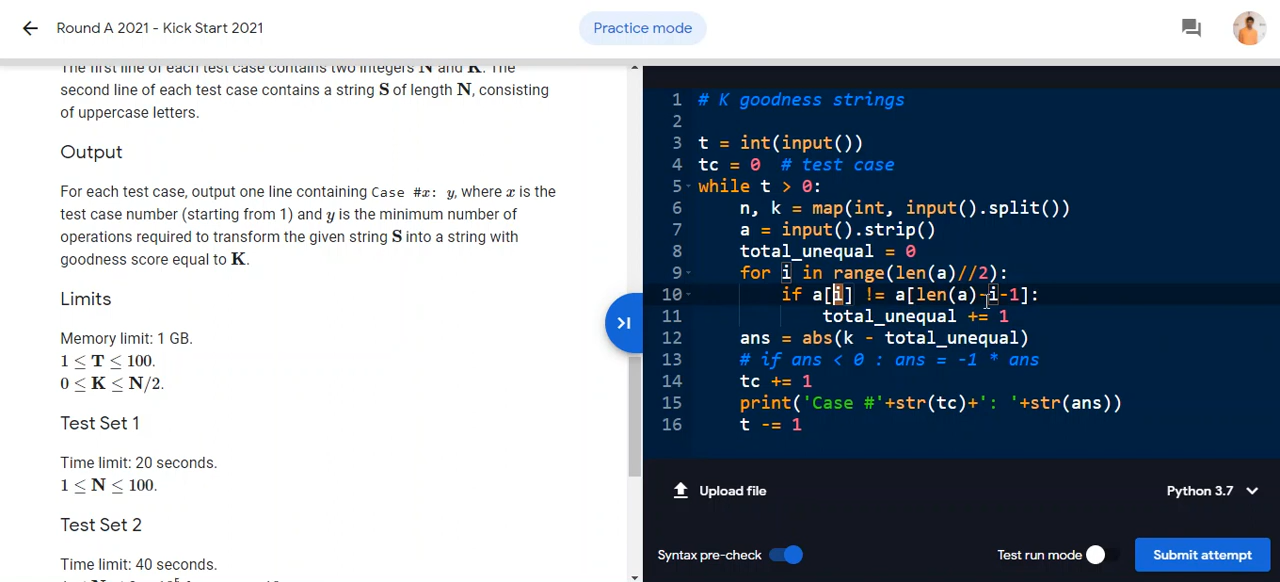 Round A 2021 - Kick Start 2021
Practice mode
The first line of each test case contains two integers N and K. The
second line of each test case contains a string S of length N, consisting
of uppercase letters.
Output
For each test case, output one line containing Case #x: y, where x is the
test case number (starting from 1) and y is the minimum number of
operations required to transform the given string S into a string with
goodness score equal to K.
Limits
Memory limit: 1 GB.
1 ≤ T ≤ 100.
0 ≤ K ≤ N/2.
Test Set 1
Time limit: 20 seconds.
1 ≤ N ≤ 100.
Test Set 2
Time limit: 40 seconds.
1 # K goodness strings
2
3 t = int(input())
4 tc = 0  # test case
5 while t > 0:
6     n, k = map(int, input().split())
7     a = input().strip()
8     total_unequal = 0
9     for i in range(len(a)//2):
10         if a[i] != a[len(a)-i-1]:
11             total_unequal += 1
12     ans = abs(k - total_unequal)
13     # if ans < 0 : ans = -1 * ans
14     tc += 1
15     print('Case #'+str(tc)+': '+str(ans))
16     t -= 1
Upload file
Python 3.7
Syntax pre-check
Test run mode
Submit attempt